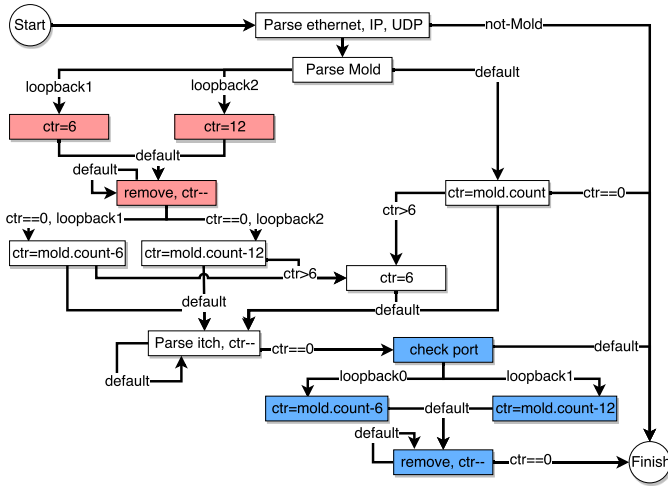 Start
Parse ethernet, IP, UDP
not-Mold
Parse Mold
default
loopback1
loopback2
ctr=6
ctr=12
default
default
remove, ctr--
ctr=mold.count
ctr==0
ctr>6
ctr==0, loopback1
ctr==0, loopback2
ctr=mold.count-6
ctr=mold.count-12
ctr>6
ctr=6
default
default
Parse itch, ctr--
ctr==0
check port
default
default
loopback0
loopback1
ctr=mold.count-6
default
ctr=mold.count-12
default
remove, ctr--
ctr==0
Finish